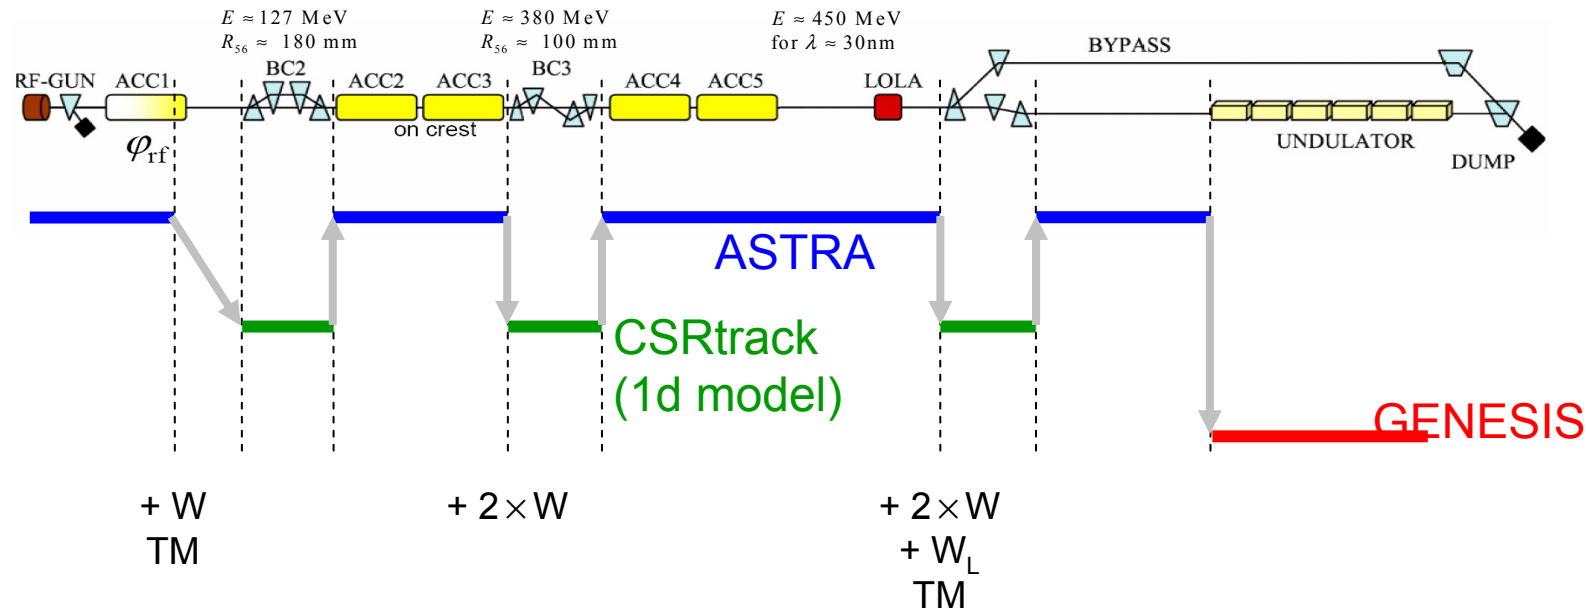 E ≈ 127 MeV
R₅₆ ≈ 180 mm
E ≈ 380 MeV
R₅₆ ≈ 100 mm
E ≈ 450 MeV
for λ ≈ 30nm
BYPASS
RF-GUN
ACC1
BC2
ACC2
ACC3
BC3
ACC4
ACC5
LOLA
on crest
φrf
UNDULATOR
DUMP
ASTRA
CSRtrack
(1d model)
GENESIS
+ W
TM
+ 2×W
+ 2×W
+ W_L
TM